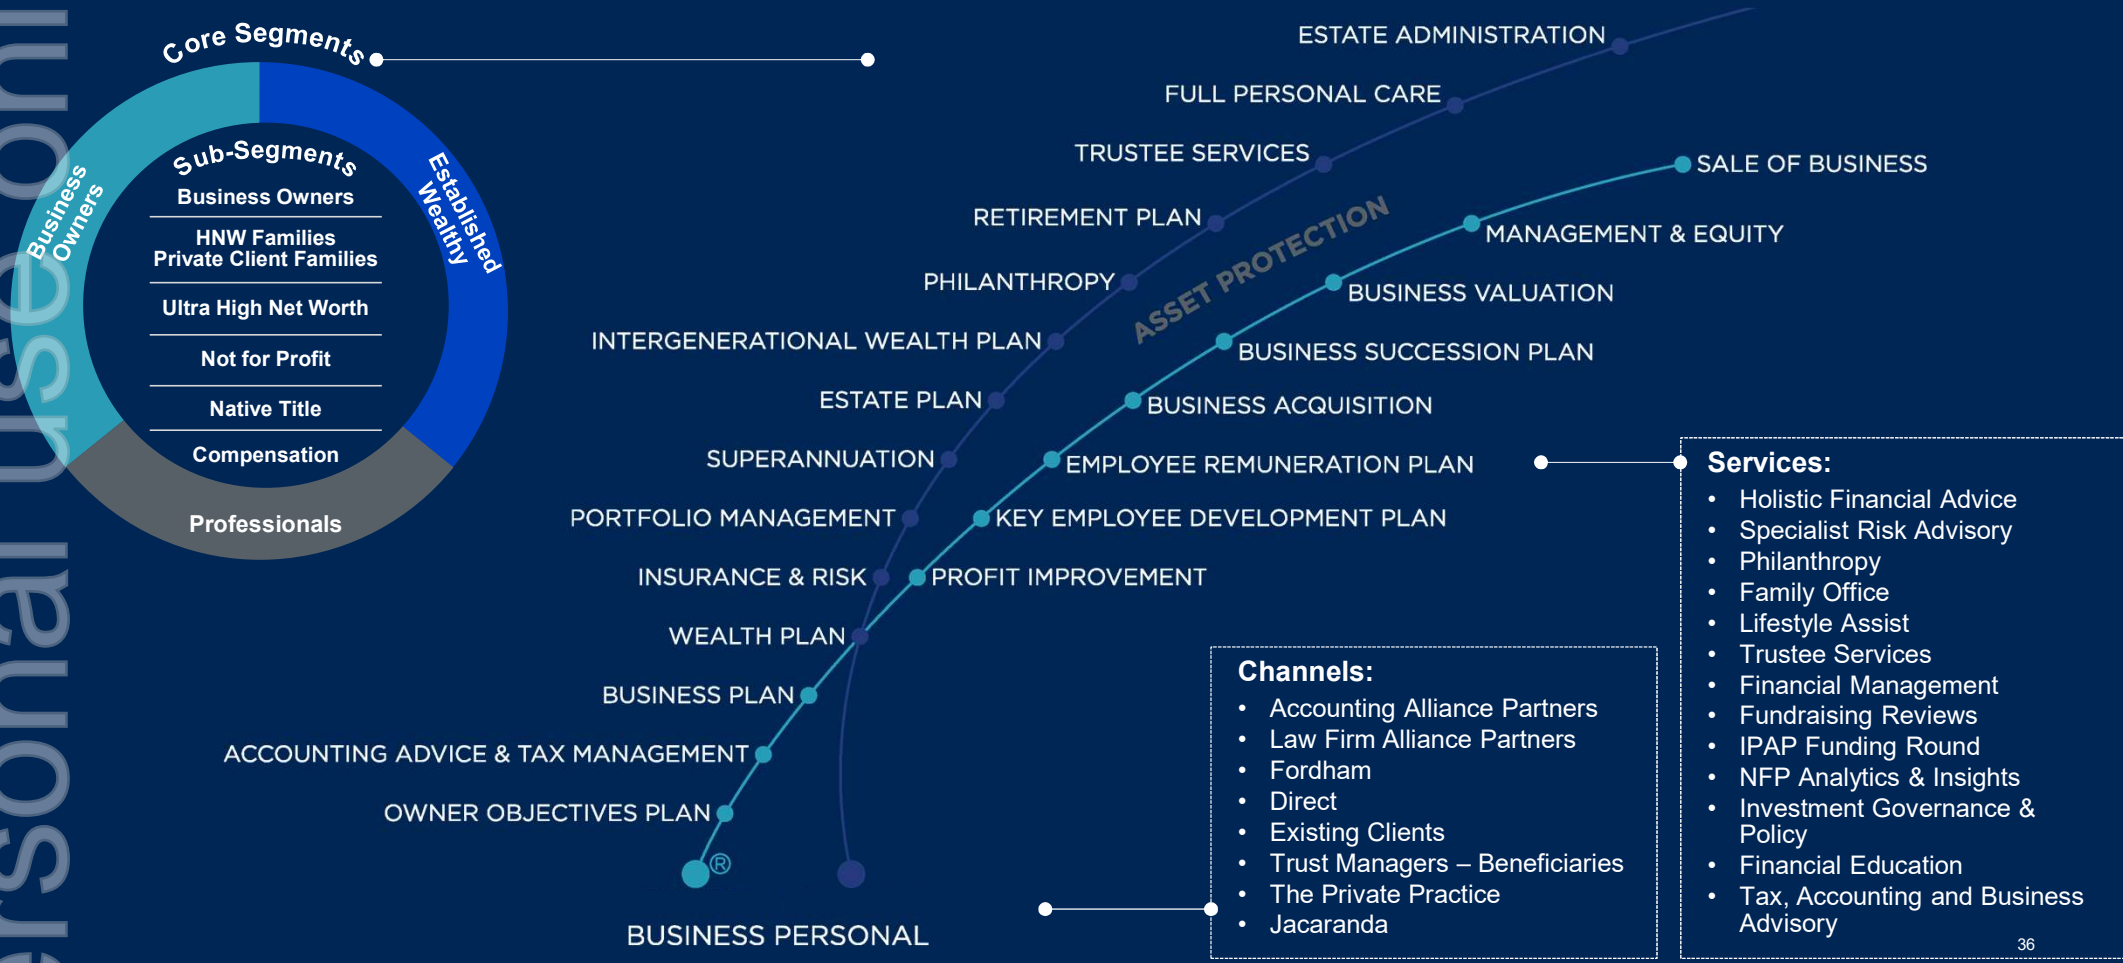 Core Segments
Business
Owners
Established
Wealthy
Professionals
Sub-Segments
Business Owners
HNW Families
Private Client Families
Ultra High Net Worth
Not for Profit
Native Title
Compensation
ESTATE ADMINISTRATION
FULL PERSONAL CARE
TRUSTEE SERVICES
RETIREMENT PLAN
PHILANTHROPY
INTERGENERATIONAL WEALTH PLAN
ESTATE PLAN
SUPERANNUATION
PORTFOLIO MANAGEMENT
INSURANCE & RISK
WEALTH PLAN
BUSINESS PLAN
ACCOUNTING ADVICE & TAX MANAGEMENT
OWNER OBJECTIVES PLAN
®
BUSINESS PERSONAL
ASSET PROTECTION
SALE OF BUSINESS
MANAGEMENT & EQUITY
BUSINESS VALUATION
BUSINESS SUCCESSION PLAN
BUSINESS ACQUISITION
EMPLOYEE REMUNERATION PLAN
KEY EMPLOYEE DEVELOPMENT PLAN
PROFIT IMPROVEMENT
Channels:
• Accounting Alliance Partners
• Law Firm Alliance Partners
• Fordham
• Direct
• Existing Clients
• Trust Managers – Beneficiaries
• The Private Practice
• Jacaranda
Services:
• Holistic Financial Advice
• Specialist Risk Advisory
• Philanthropy
• Family Office
• Lifestyle Assist
• Trustee Services
• Financial Management
• Fundraising Reviews
• IPAP Funding Round
• NFP Analytics & Insights
• Investment Governance &
Policy
• Financial Education
• Tax, Accounting and Business
Advisory
36
ersonal use onl